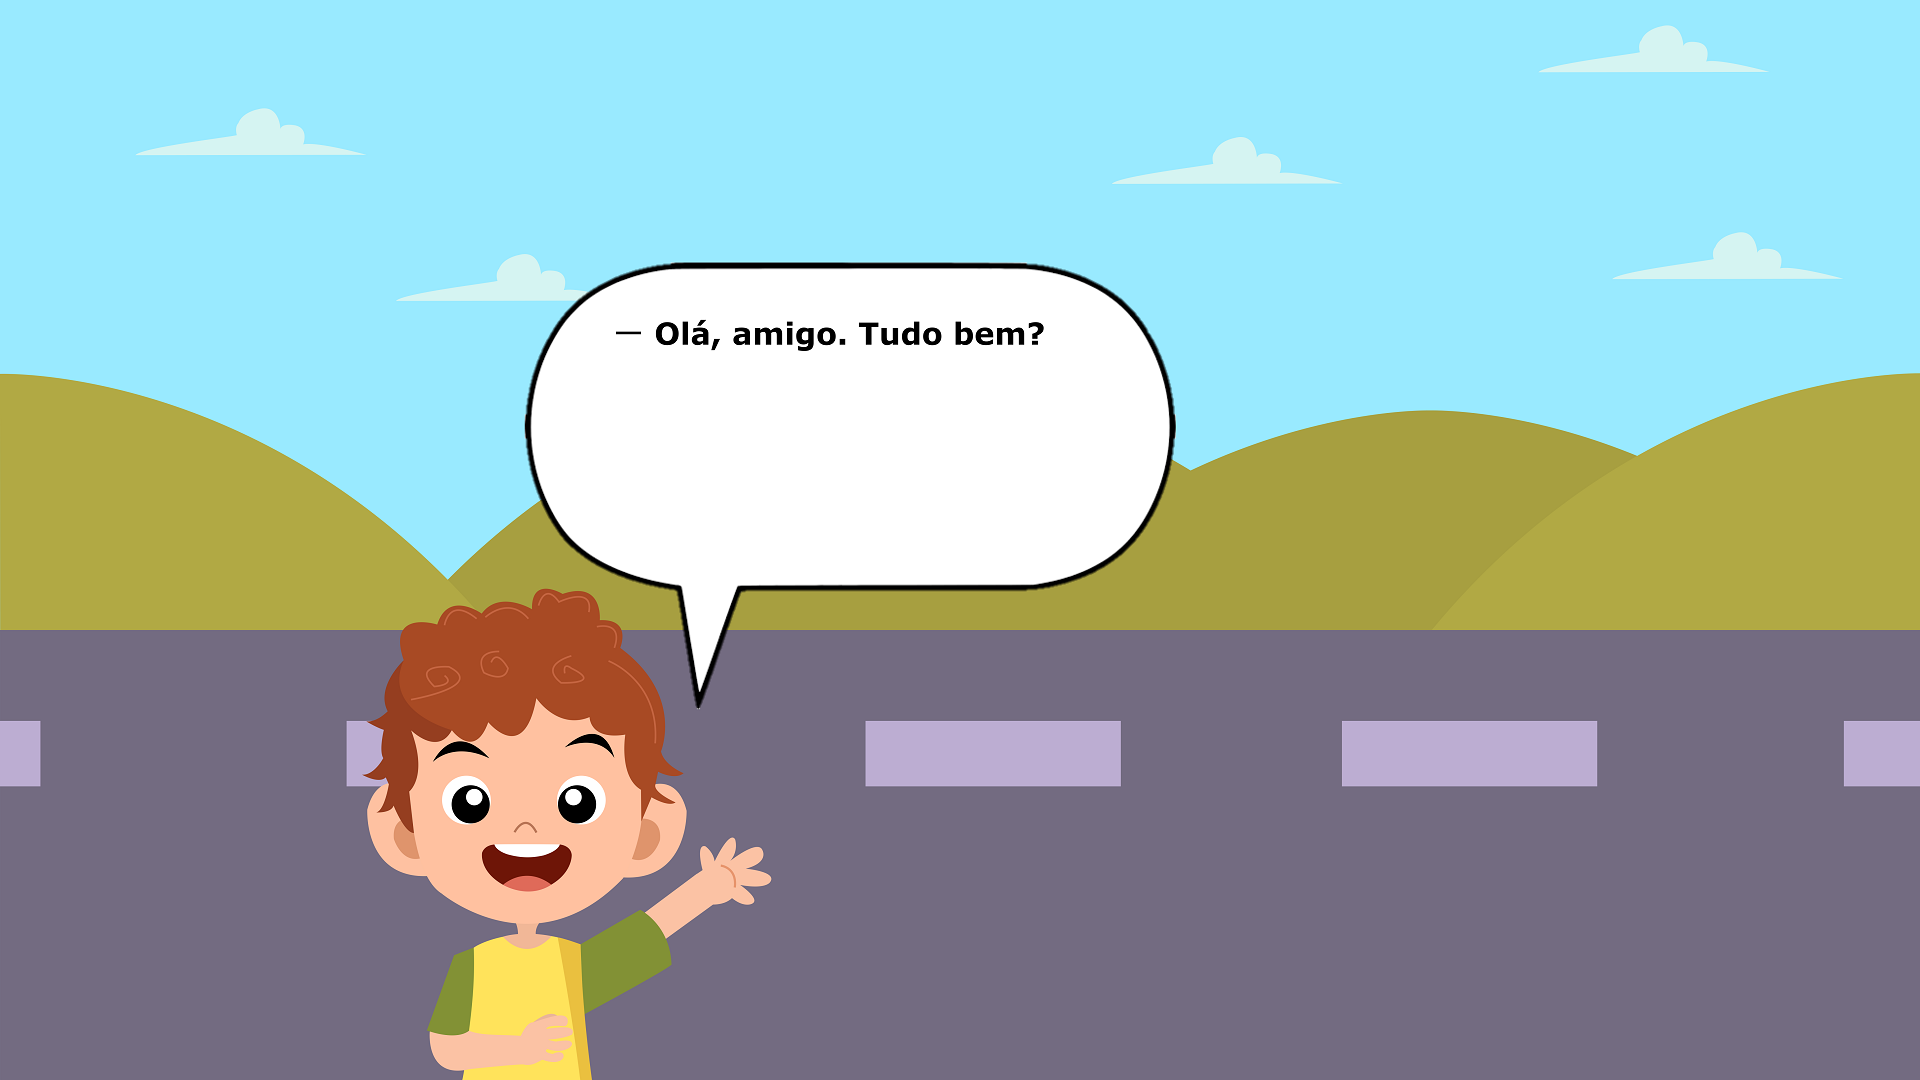 — Olá, amigo. Tudo bem?